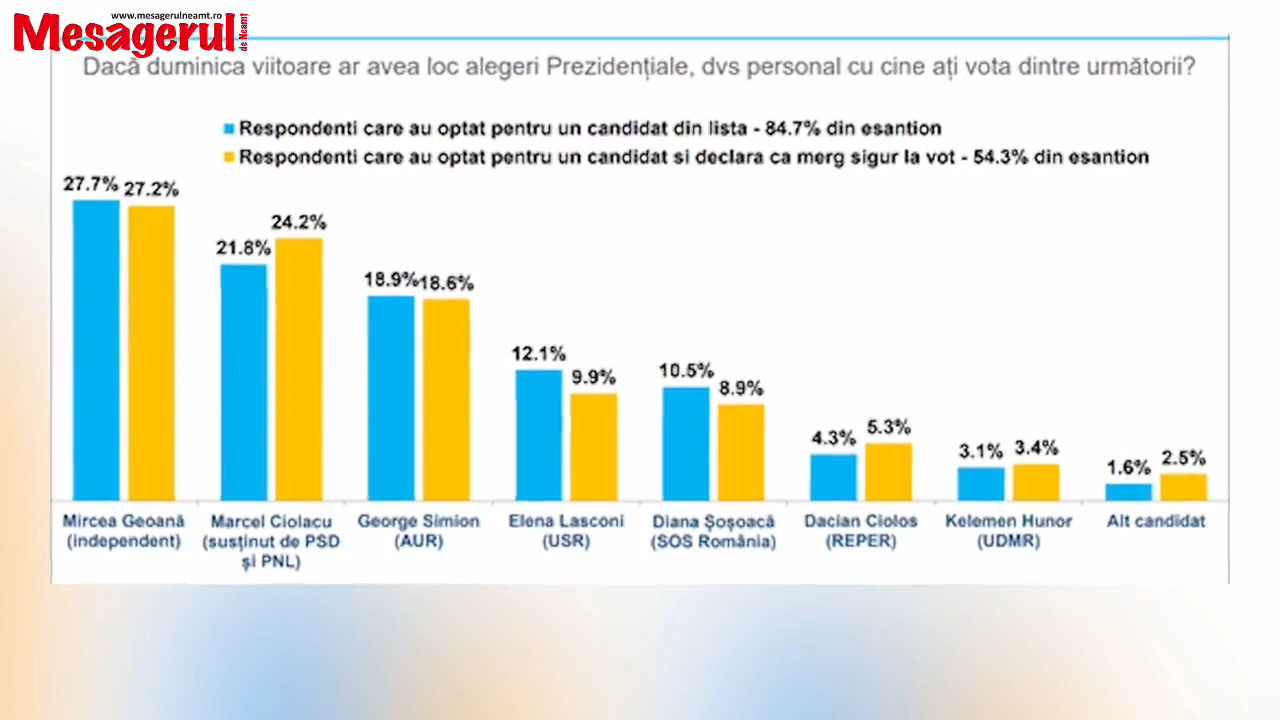 www.mesagerulneamt.ro
Mesagerul
de Neamț
Dacă duminica viitoare ar avea loc alegeri Prezidențiale, dvs personal cu cine ați vota dintre următorii?
Respondenti care au optat pentru un candidat din lista - 84.7% din esantion
Respondenti care au optat pentru un candidat si declara ca merg sigur la vot - 54.3% din esantion
27.7% 27.2%
21.8% 24.2%
18.9% 18.6%
12.1% 9.9%
10.5% 8.9%
4.3% 5.3%
3.1% 3.4%
1.6% 2.5%
Mircea Geoană
(independent)
Marcel Ciolacu
(susținut de PSD
și PNL)
George Simion
(AUR)
Elena Lasconi
(USR)
Diana Șoșoacă
(SOS România)
Dacian Ciolos
(REPER)
Kelemen Hunor
(UDMR)
Alt candidat